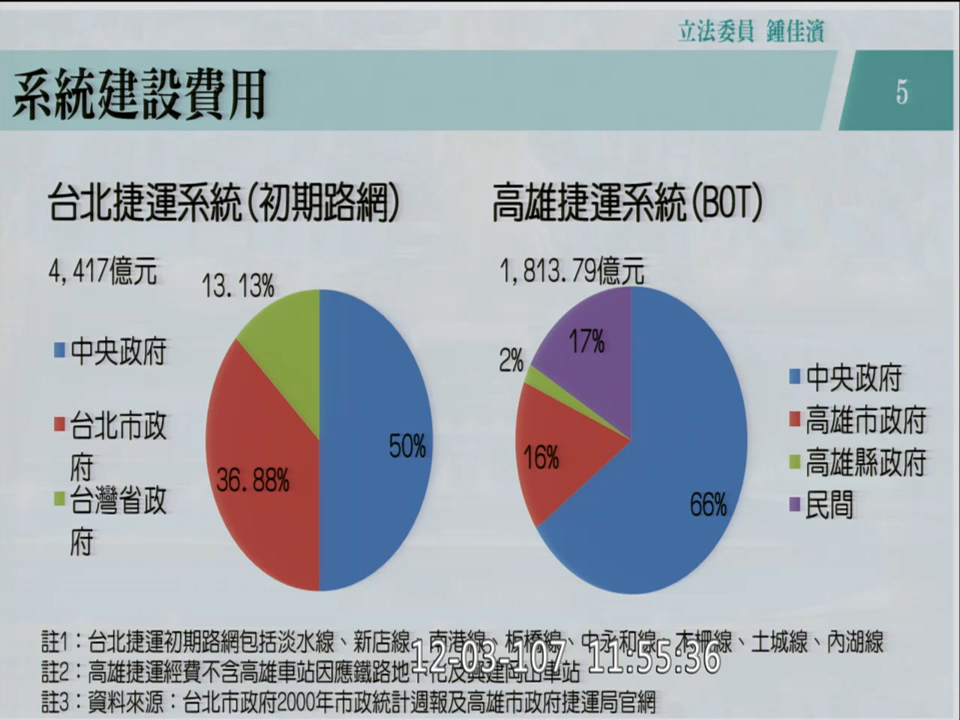 立法委員 鍾佳濱
系統建設費用
5
台北捷運系統(初期路網)
4,417億元
13.13%
中央政府
台北市政
府
台灣省政
府
36.88%
50%
高雄捷運系統(BOT)
1,813.79億元
17%
2%
16%
66%
中央政府
高雄市政府
高雄縣政府
民間
註1：台北捷運初期路網包括淡水線、新店線、南港線、板橋線、中永和線、木柵線、土城線、內湖線
註2：高雄捷運經費不含高雄車站因應鐵路地下化及興建岡山車站
註3：資料來源：台北市政府2000年市政統計週報及高雄市政府捷運局官網
12-03-107 11:55:36